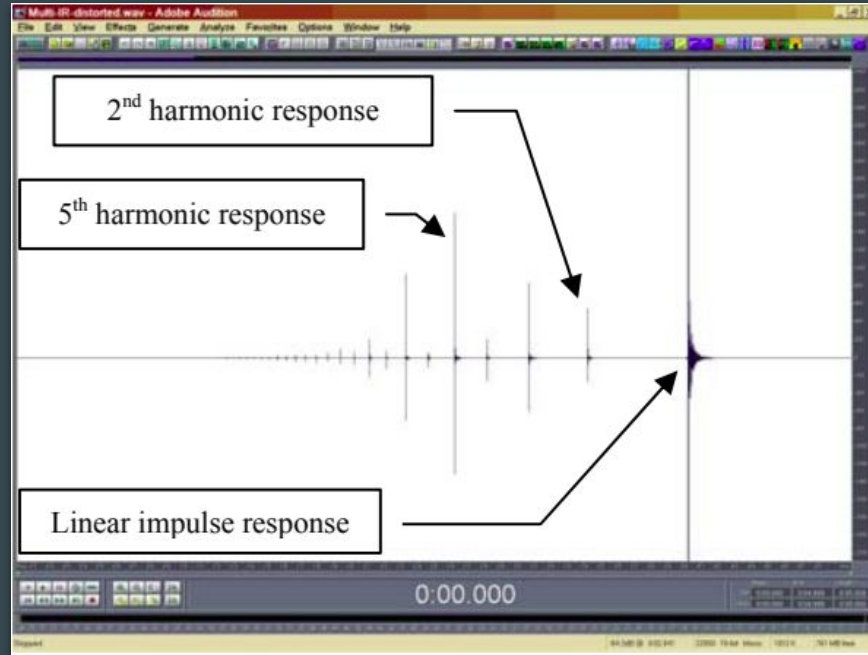 Multi-IR-distorted.wav - Adobe Audition
File Edit View Effects Generate Analyze Favorites Options Window Help
2nd harmonic response
5th harmonic response
Linear impulse response
0:00.000
Stopped